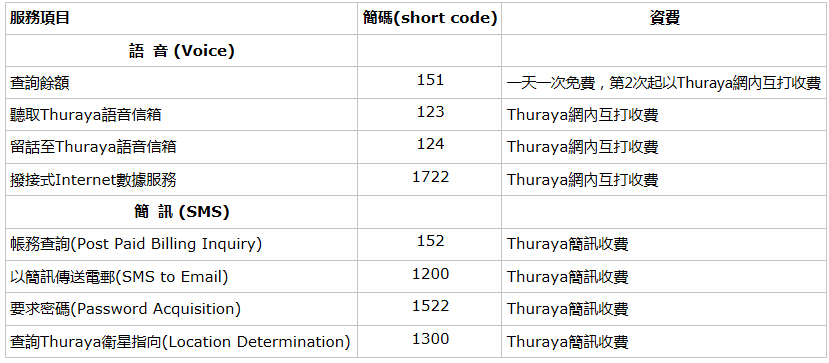 服務項目 簡碼(short code) 資費
語 音 (Voice)
查詢餘額 151 一天一次免費，第2次起以Thuraya網內互打收費
聽取Thuraya語音信箱 123 Thuraya網內互打收費
留話至Thuraya語音信箱 124 Thuraya網內互打收費
撥接式Internet數據服務 1722 Thuraya網內互打收費
簡 訊 (SMS)
帳務查詢(Post Paid Billing Inquiry) 152 Thuraya簡訊收費
以簡訊傳送電郵(SMS to Email) 1200 Thuraya簡訊收費
要求密碼(Password Acquisition) 1522 Thuraya簡訊收費
查詢Thuraya衛星指向(Location Determination) 1300 Thuraya簡訊收費